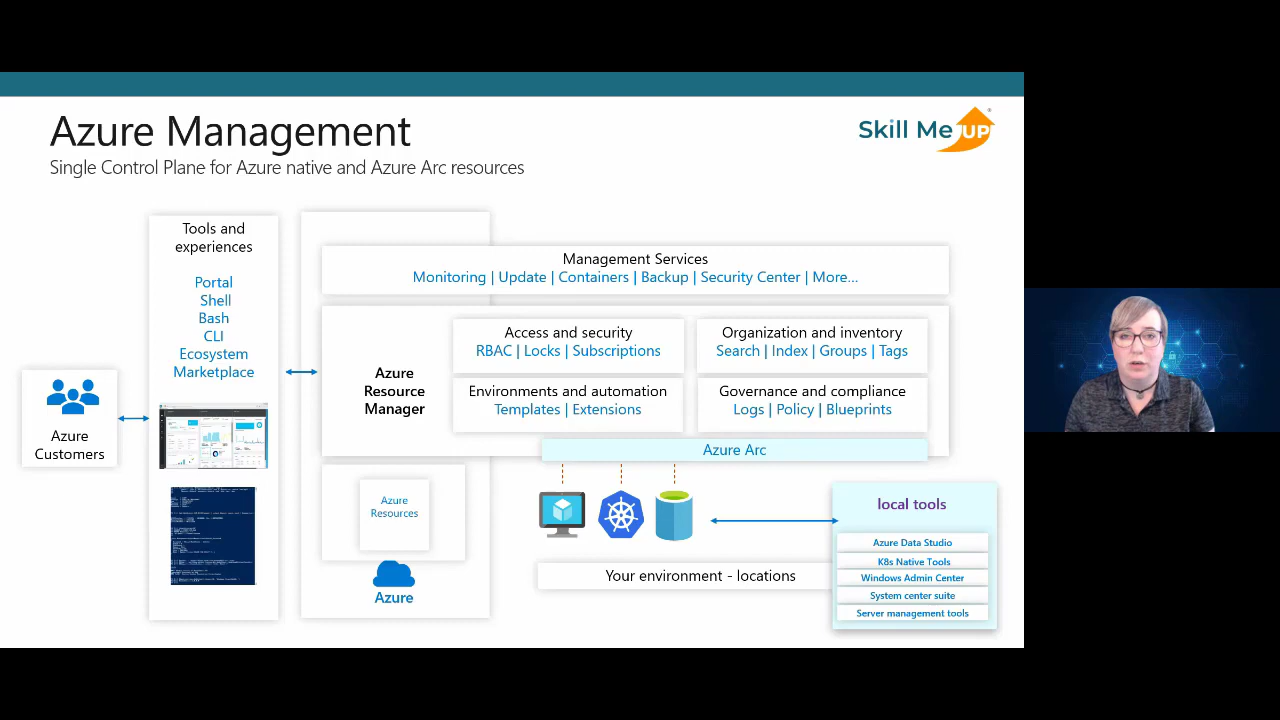 Azure Management
Single Control Plane for Azure native and Azure Arc resources
Skill Me UP
Tools and
experiences
Portal
Shell
Bash
CLI
Ecosystem
Marketplace
Azure
Customers
Management Services
Monitoring | Update | Containers | Backup | Security Center | More...
Azure
Resource
Manager
Access and security
RBAC | Locks | Subscriptions
Organization and inventory
Search | Index | Groups | Tags
Environments and automation
Templates | Extensions
Governance and compliance
Logs | Policy | Blueprints
Azure Arc
Azure
Resources
Azure
Your environment - locations
local tools
Azure Data Studio
K8s Native Tools
Windows Admin Center
System center suite
Server management tools